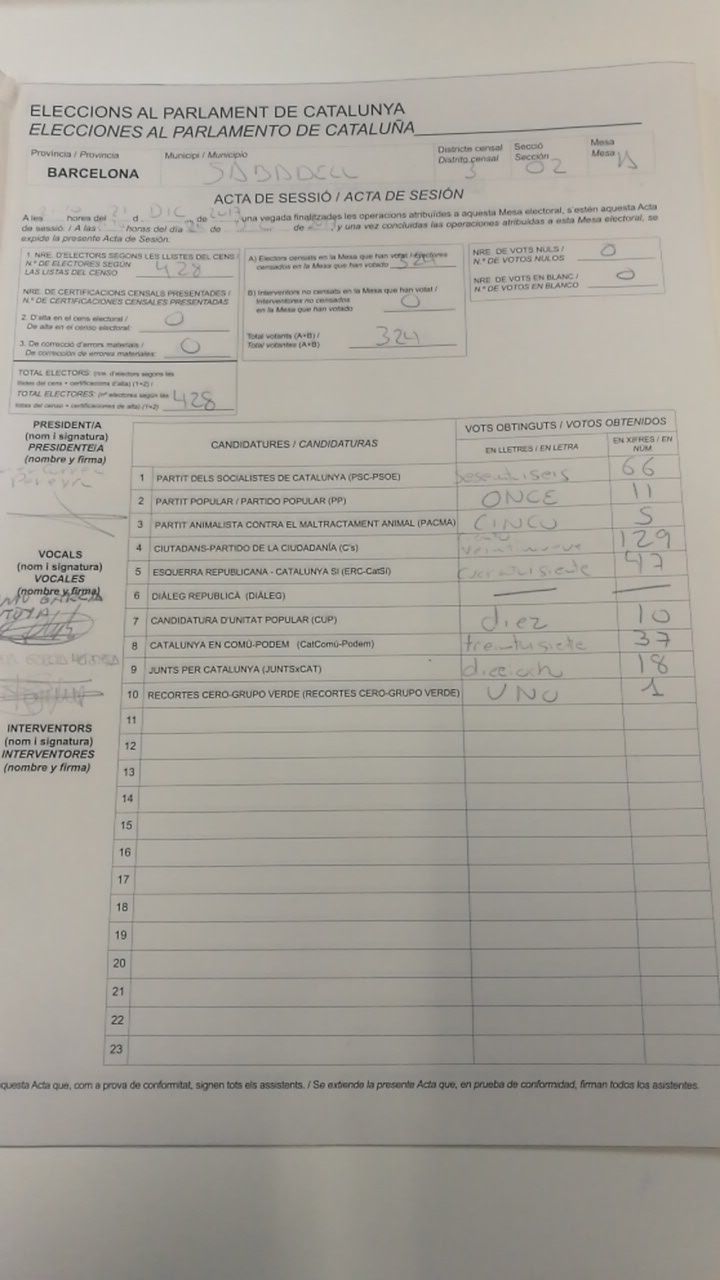 ELECCIONS AL PARLAMENT DE CATALUNYA
ELECCIONES AL PARLAMENTO DE CATALUÑA
Provincia / Provincia Municipi / Municipio Districte censal Secció Mesa
Distrito censal Sección Mesa
BARCELONA SABADELL 3 02
ACTA DE SESSIÓ / ACTA DE SESIÓN
A les hores del 21 d DIC de 2017, una vegada finalitzades les operacions atribuïdes a aquesta Mesa electoral, s'estén aquesta Acta
de sessió. / A las horas del día de de y una vez concluidas las operaciones atribuidas a esta Mesa electoral, se
expide la presente Acta de Sesión.
1. NRE. D'ELECTORS SEGONS LES LLISTES DEL CENS /
N.º DE ELECTORES SEGÚN
LAS LISTAS DEL CENSO 428
NRE. DE CERTIFICACIONS CENSALS PRESENTADES /
N.º DE CERTIFICACIONES CENSALES PRESENTADAS
2. D'alta en el cens electoral /
De alta en el censo electoral: 0
3. De correcció d'errors materials /
De corrección de errores materiales: 0
TOTAL ELECTORS: (nre. d'electors segons les
llistes del cens + certificacions d'alta) (1+2) /
TOTAL ELECTORES: (nº electores según las
listas del censo + certificaciones de alta) (1+2) 428
A) Electors censats en la Mesa que han votat / Electores
censados en la Mesa que han votado 324
B) Interventors no censats en la Mesa que han votat /
Interventores no censados
en la Mesa que han votado 0
Total votants (A+B) /
Total votantes (A+B) 324
NRE. DE VOTS NULS /
N.º DE VOTOS NULOS 0
NRE. DE VOTS EN BLANC /
N.º DE VOTOS EN BLANCO 0
PRESIDENT/A
(nom i signatura)
PRESIDENTE/A
(nombre y firma)
VOCALS
(nom i signatura)
VOCALES
(nombre y firma)
INTERVENTORS
(nom i signatura)
INTERVENTORES
(nombre y firma)
CANDIDATURES / CANDIDATURAS VOTS OBTINGUTS / VOTOS OBTENIDOS
EN LLETRES / EN LETRA EN XIFRES / EN NÚM.
1 PARTIT DELS SOCIALISTES DE CATALUNYA (PSC-PSOE) 66
2 PARTIT POPULAR / PARTIDO POPULAR (PP) ONCE 11
3 PARTIT ANIMALISTA CONTRA EL MALTRACTAMENT ANIMAL (PACMA) CINCO 5
4 CIUTADANS-PARTIDO DE LA CIUDADANÍA (C's) ciento veintinueve 129
5 ESQUERRA REPUBLICANA - CATALUNYA SÍ (ERC-CatSí) 47
6 DIÀLEG REPUBLICÀ (DIÀLEG) — —
7 CANDIDATURA D'UNITAT POPULAR (CUP) diez 10
8 CATALUNYA EN COMÚ-PODEM (CatComú-Podem) treintaisiete 37
9 JUNTS PER CATALUNYA (JUNTSxCAT) 18
10 RECORTES CERO-GRUPO VERDE (RECORTES CERO-GRUPO VERDE) UNO 1
11
12
13
14
15
16
17
18
19
20
21
22
23
questa Acta que, com a prova de conformitat, signen tots els assistents. / Se extiende la presente Acta que, en prueba de conformidad, firman todos los asistentes.